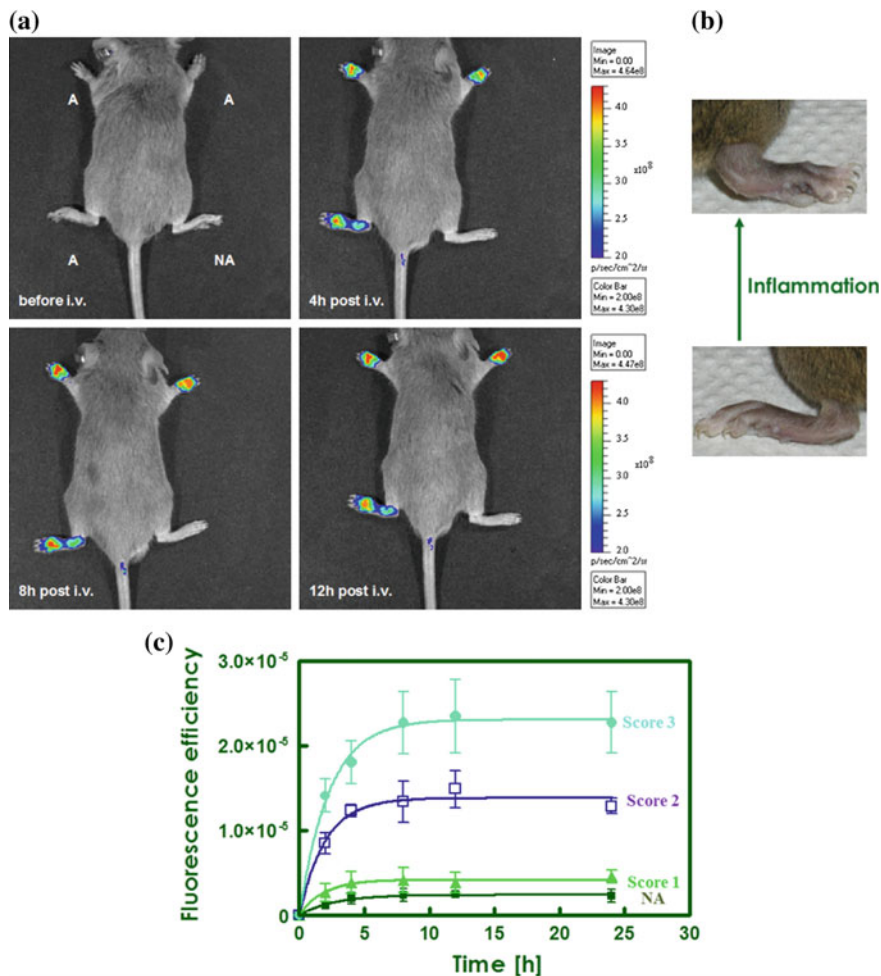 (a)
A A
A NA
before i.v.
4h post i.v.
Image
Min = 0.00
Max = 4.64e8
4.0
3.5
3.0
x10⁸
2.5
2.0
p/sec/cm^2/sr
Color Bar
Min = 2.00e8
Max = 4.30e8
8h post i.v.
12h post i.v.
Image
Min = 0.00
Max = 4.47e8
4.0
3.5
3.0
x10⁸
2.5
2.0
p/sec/cm^2/sr
Color Bar
Min = 2.00e8
Max = 4.30e8
(b)
Inflammation
(c)
Fluorescence efficiency
3.0×10⁻⁵
2.0×10⁻⁵
1.0×10⁻⁵
0
Score 3
Score 2
Score 1
NA
0 5 10 15 20 25 30
Time [h]